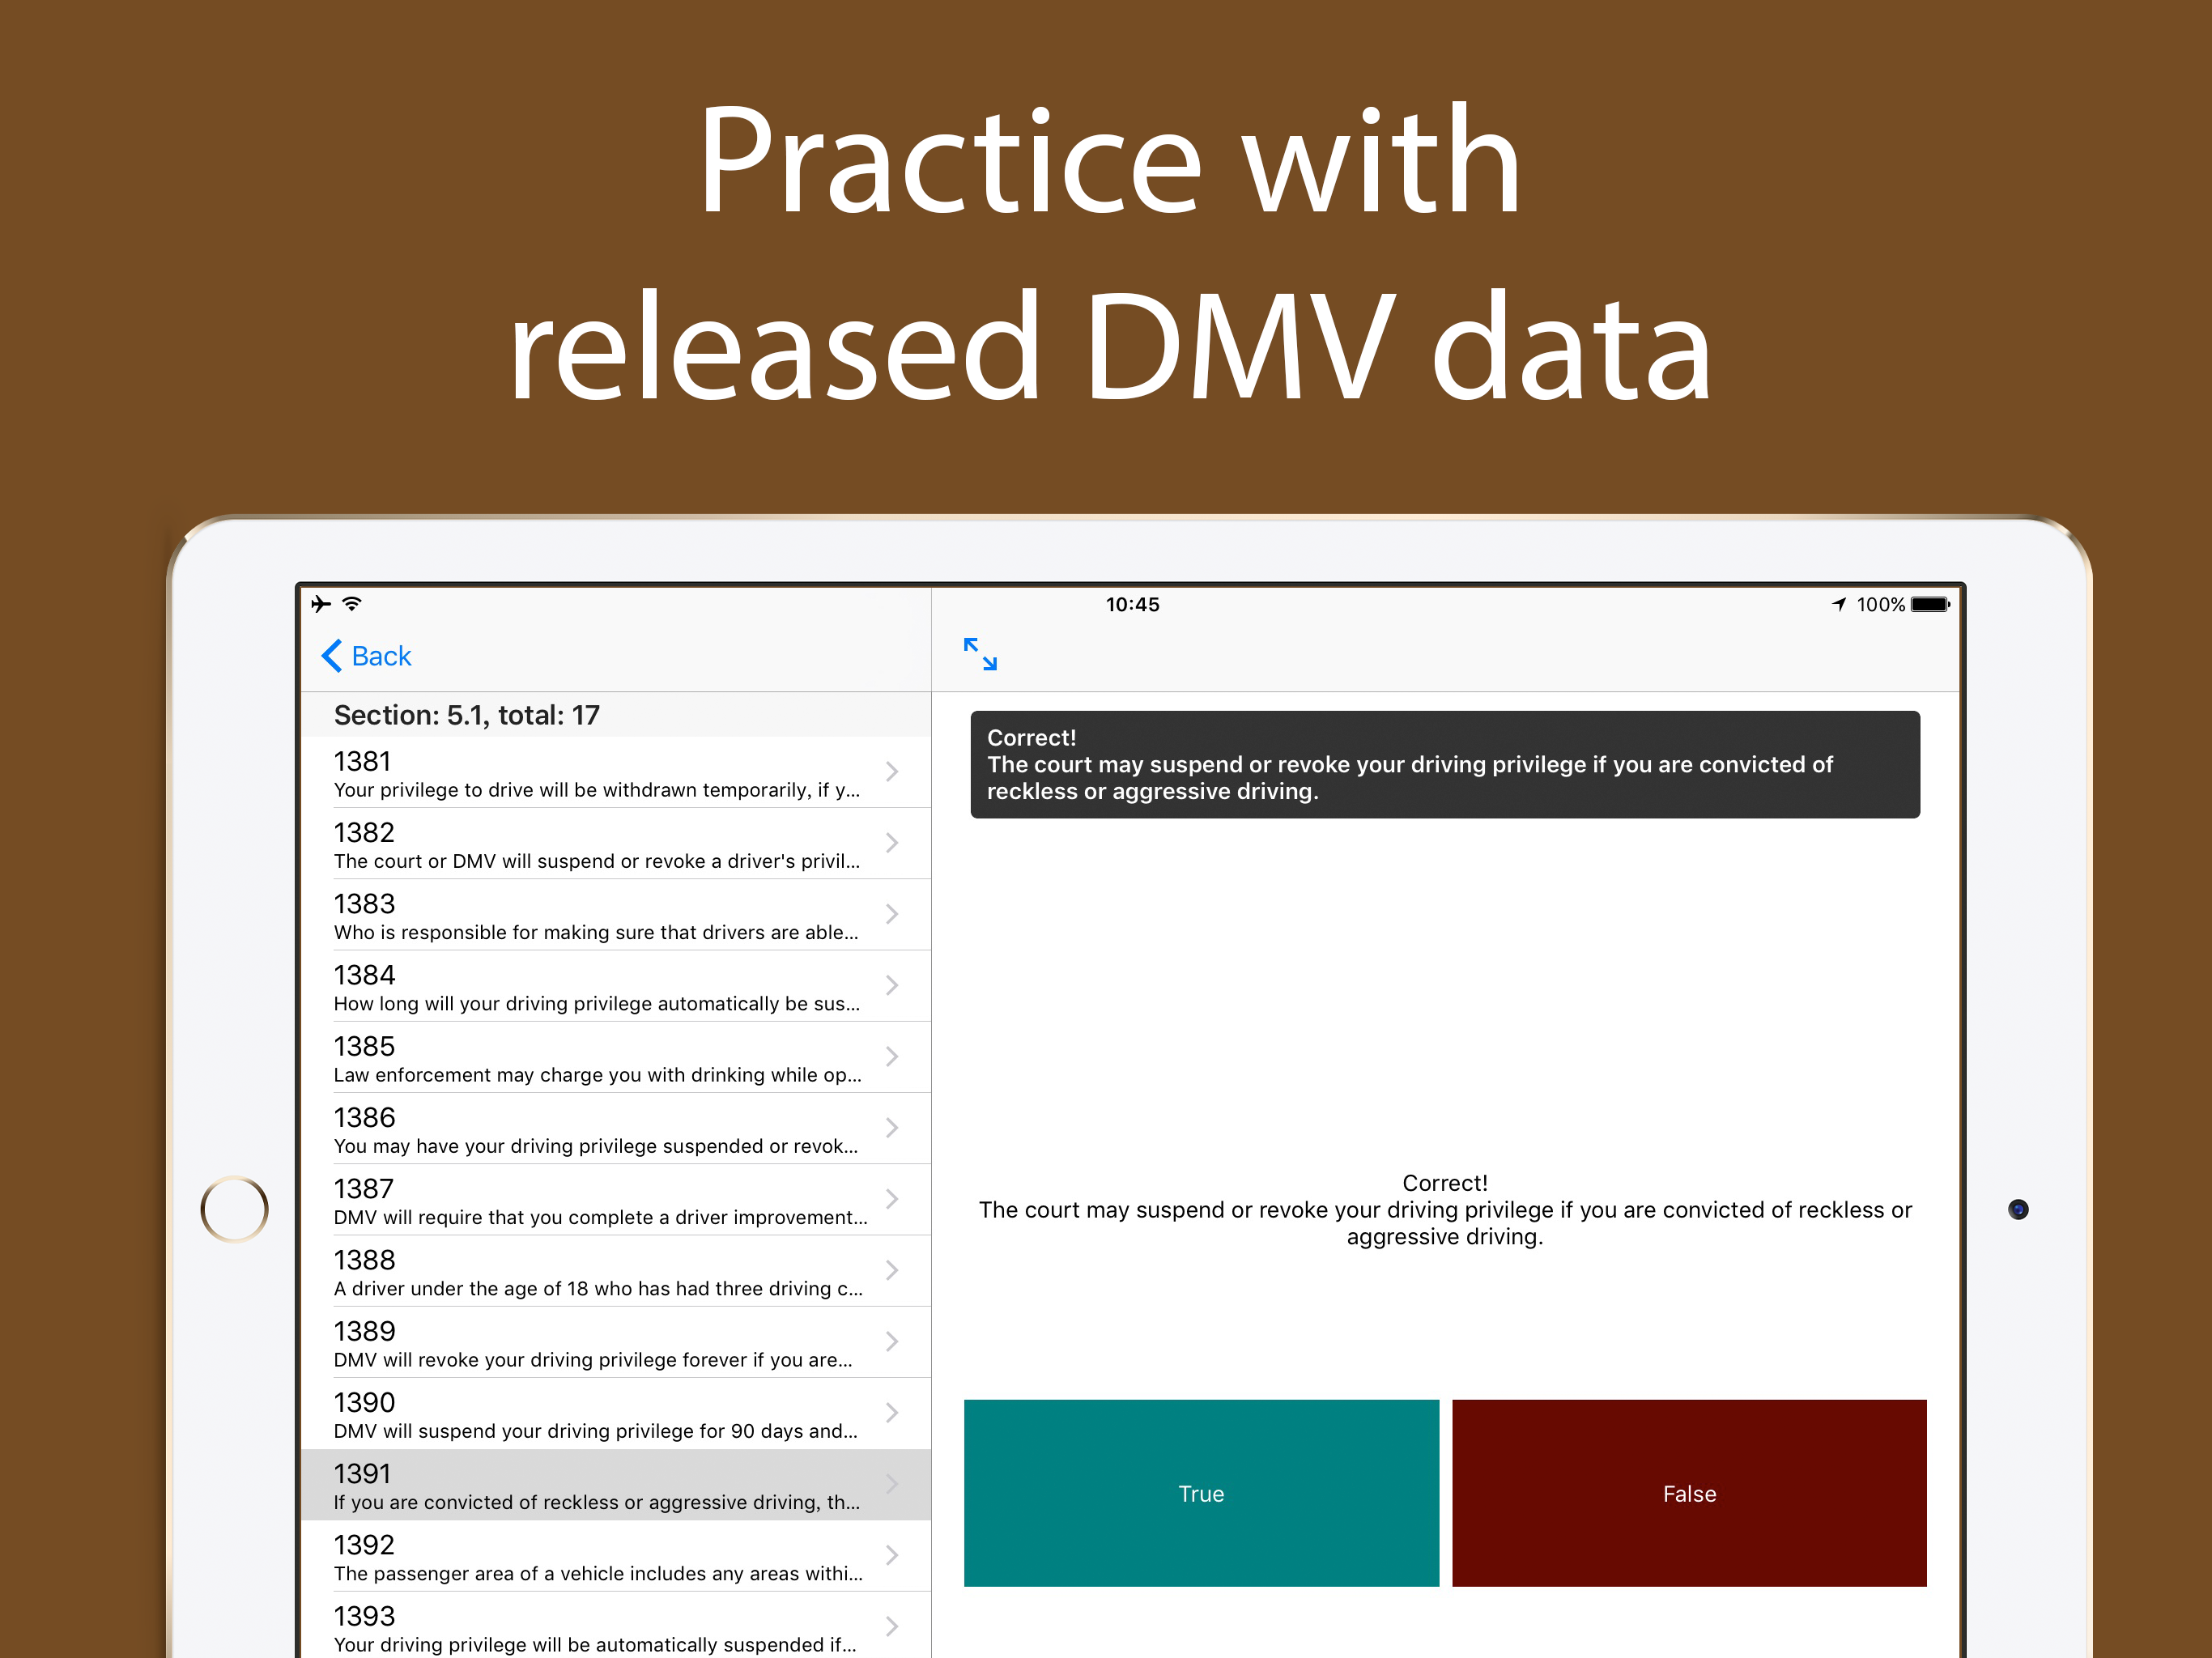 Practice with
released DMV data
10:45
100%
Back
Section: 5.1, total: 17
1381
Your privilege to drive will be withdrawn temporarily, if y...
1382
The court or DMV will suspend or revoke a driver's privil...
1383
Who is responsible for making sure that drivers are able...
1384
How long will your driving privilege automatically be sus...
1385
Law enforcement may charge you with drinking while op...
1386
You may have your driving privilege suspended or revok...
1387
DMV will require that you complete a driver improvement...
1388
A driver under the age of 18 who has had three driving c...
1389
DMV will revoke your driving privilege forever if you are...
1390
DMV will suspend your driving privilege for 90 days and...
1391
If you are convicted of reckless or aggressive driving, th...
1392
The passenger area of a vehicle includes any areas withi...
1393
Your driving privilege will be automatically suspended if...
Correct!
The court may suspend or revoke your driving privilege if you are convicted of
reckless or aggressive driving.
Correct!
The court may suspend or revoke your driving privilege if you are convicted of reckless or
aggressive driving.
True
False